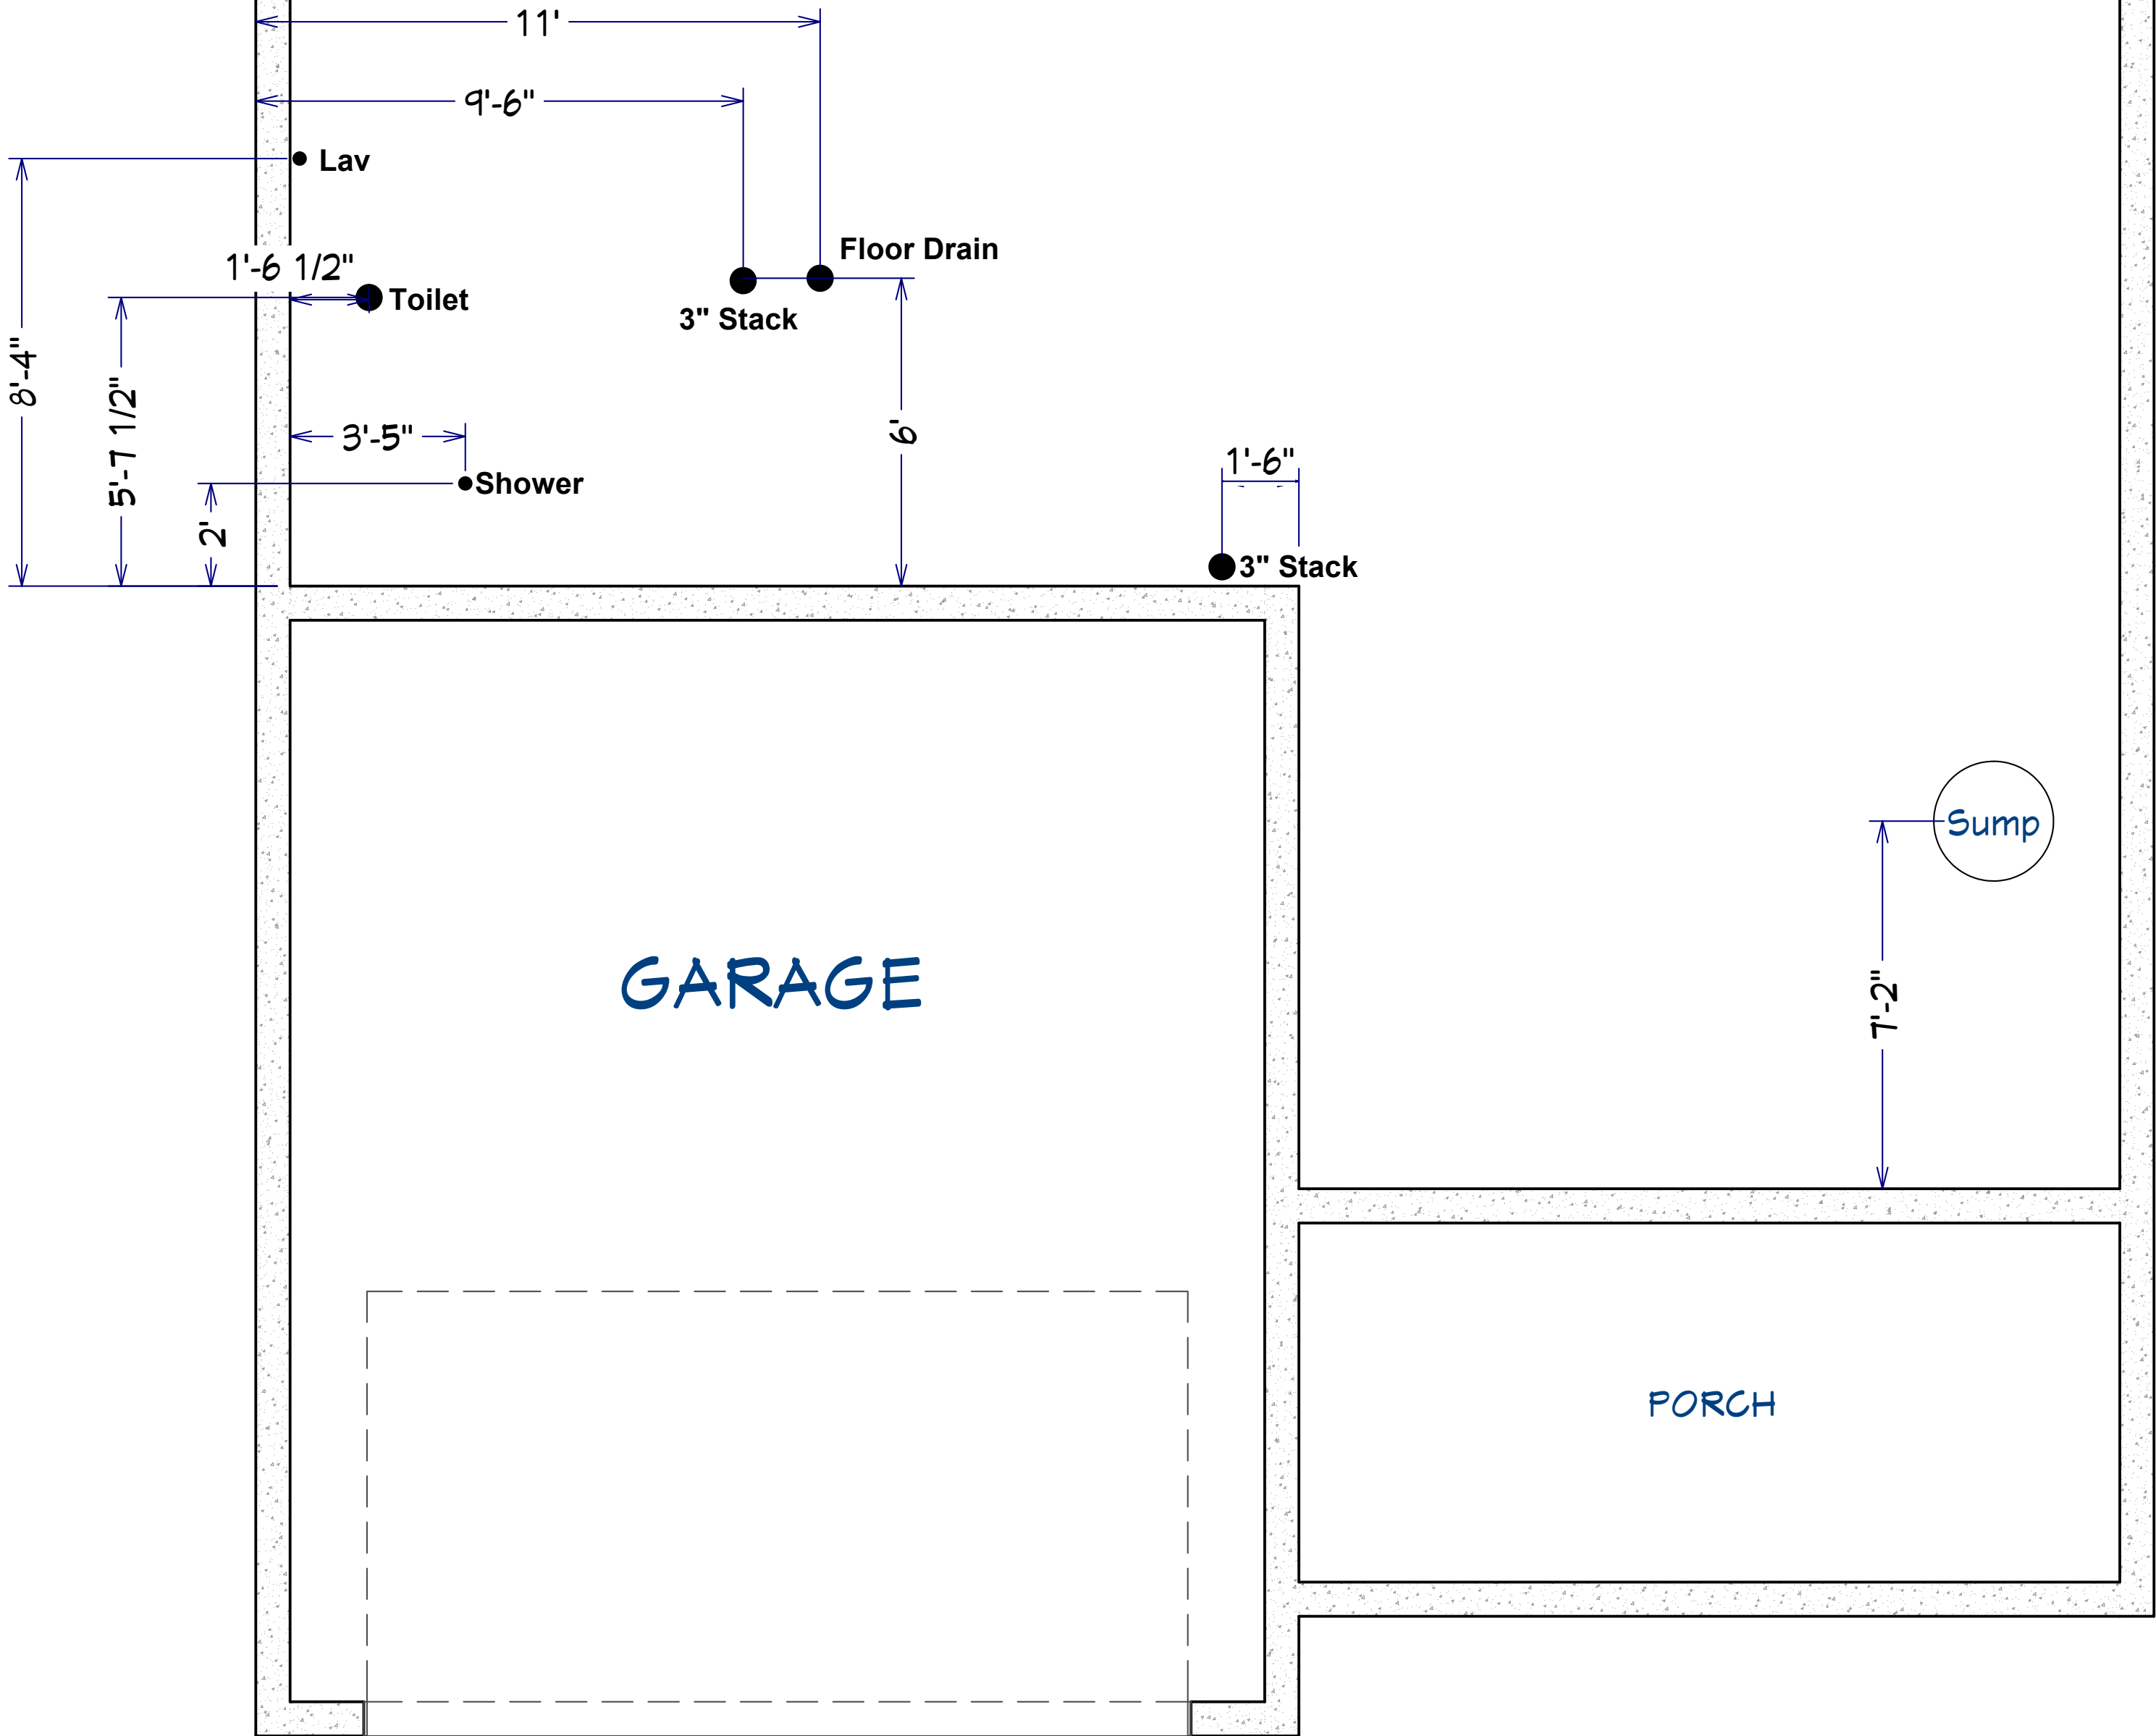 11'
9'-6"
Lav
Floor Drain
1'-6 1/2"
Toilet
3" Stack
8'-4"
5'-7 1/2"
3'-5"
6'
1'-6"
Shower
2'
3" Stack
Sump
GARAGE
7'-2"
PORCH